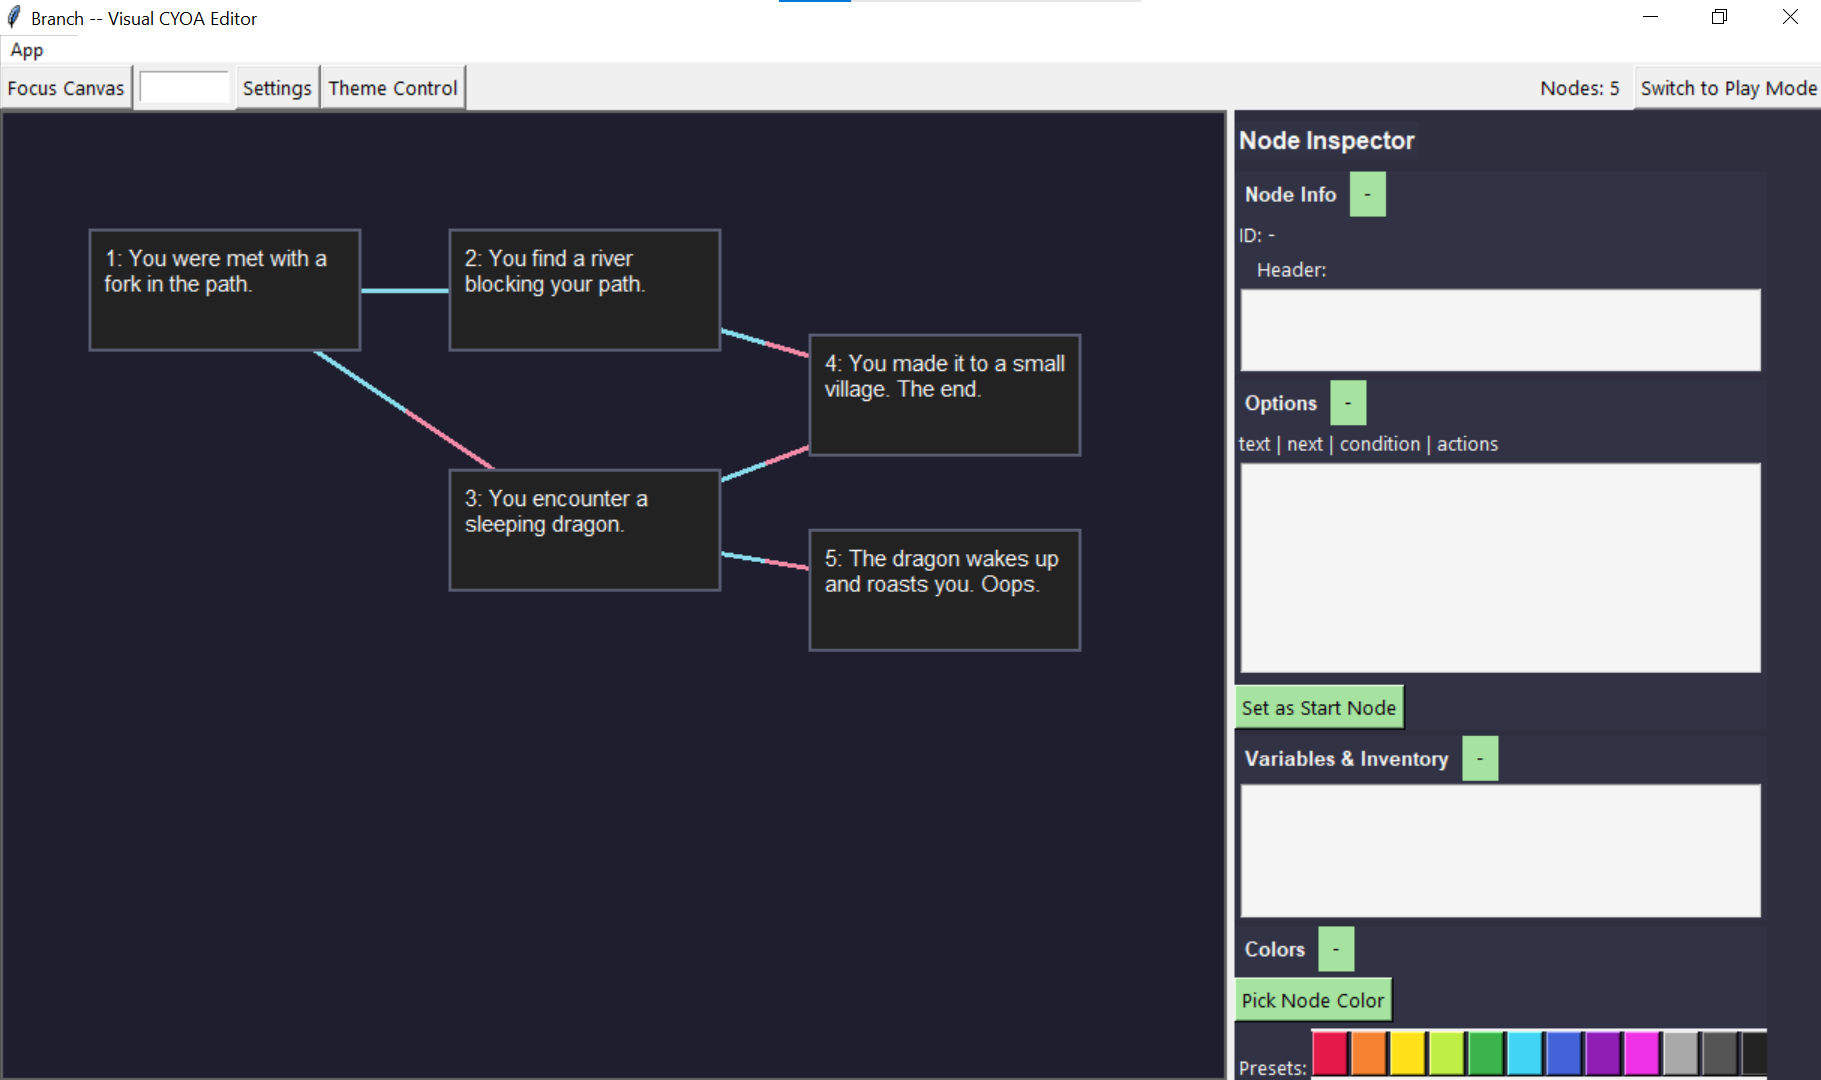 Branch -- Visual CYOA Editor
App
Focus Canvas
Settings
Theme Control
Nodes: 5
Switch to Play Mode
1: You were met with a
fork in the path.
2: You find a river
blocking your path.
4: You made it to a small
village. The end.
3: You encounter a
sleeping dragon.
5: The dragon wakes up
and roasts you. Oops.
Node Inspector
Node Info -
ID: -
Header:
Options -
text | next | condition | actions
Set as Start Node
Variables & Inventory -
Colors -
Pick Node Color
Presets: